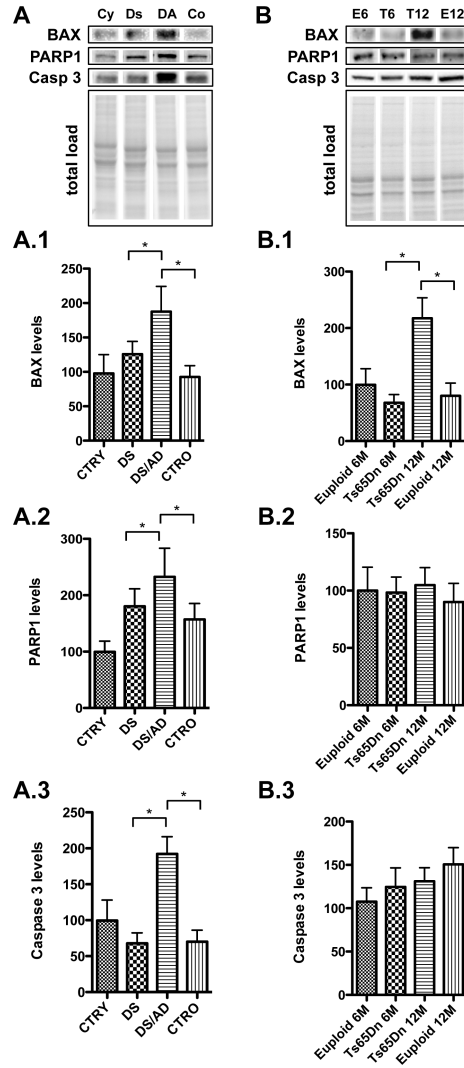 A
Cy Ds DA Co
BAX
PARP1
Casp 3
total load
A.1
*
*
BAX levels
250
200
150
100
50
0
CTRY
DS
DS/AD
CTRO
A.2
*
*
PARP1 levels
300
200
100
0
CTRY
DS
DS/AD
CTRO
A.3
*
*
Caspase 3 levels
250
200
150
100
50
0
CTRY
DS
DS/AD
CTRO
B
E6 T6 T12 E12
BAX
PARP1
Casp 3
total load
B.1
*
*
BAX levels
300
200
100
0
Euploid 6M
Ts65Dn 6M
Ts65Dn 12M
Euploid 12M
B.2
PARP1 levels
150
100
50
0
Euploid 6M
Ts65Dn 6M
Ts65Dn 12M
Euploid 12M
B.3
Caspase 3 levels
200
150
100
50
0
Euploid 6M
Ts65Dn 6M
Ts65Dn 12M
Euploid 12M